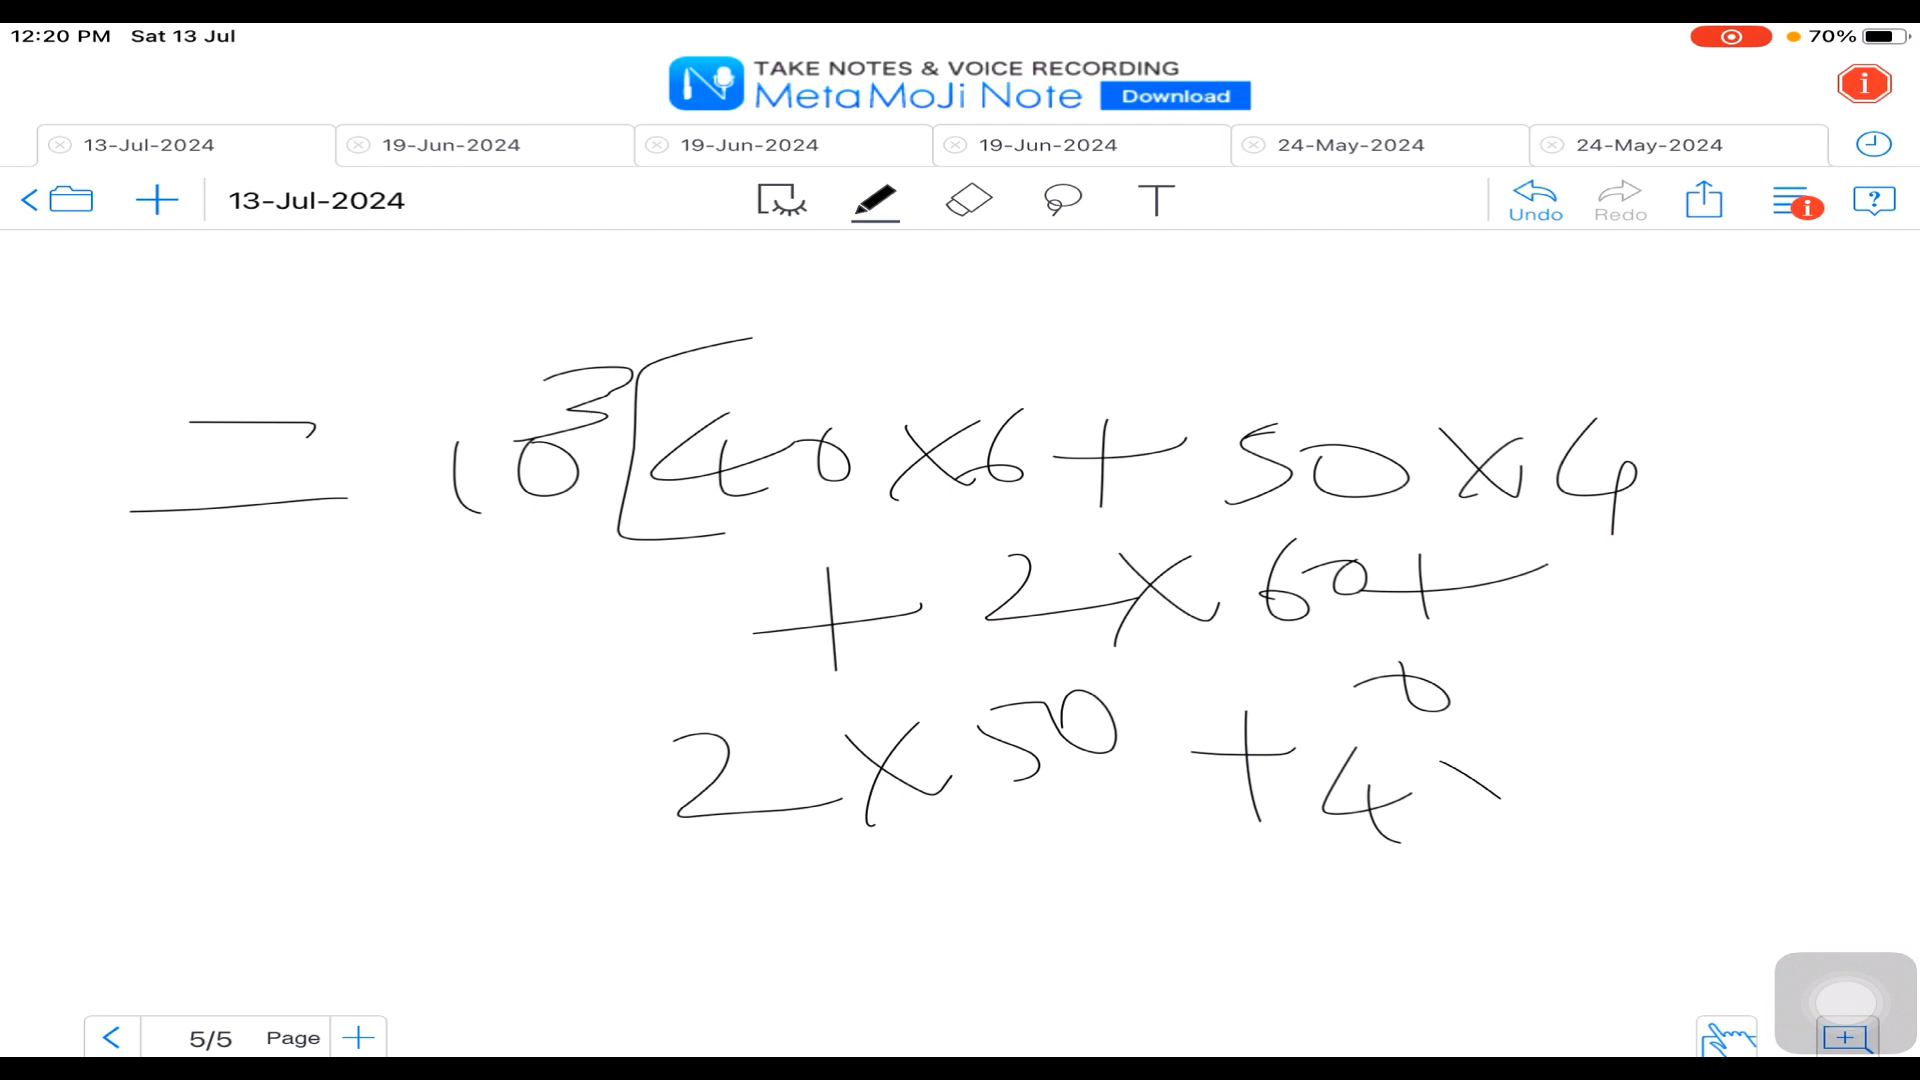 12:20 PM Sat 13 Jul
70%
TAKE NOTES & VOICE RECORDING
MetaMoJi Note Download
13-Jul-2024 19-Jun-2024 19-Jun-2024 19-Jun-2024 24-May-2024 24-May-2024
13-Jul-2024 T Undo Redo
= 10³[40×6+50×4
+ 2×60+
0
2×50 +4
5/5 Page